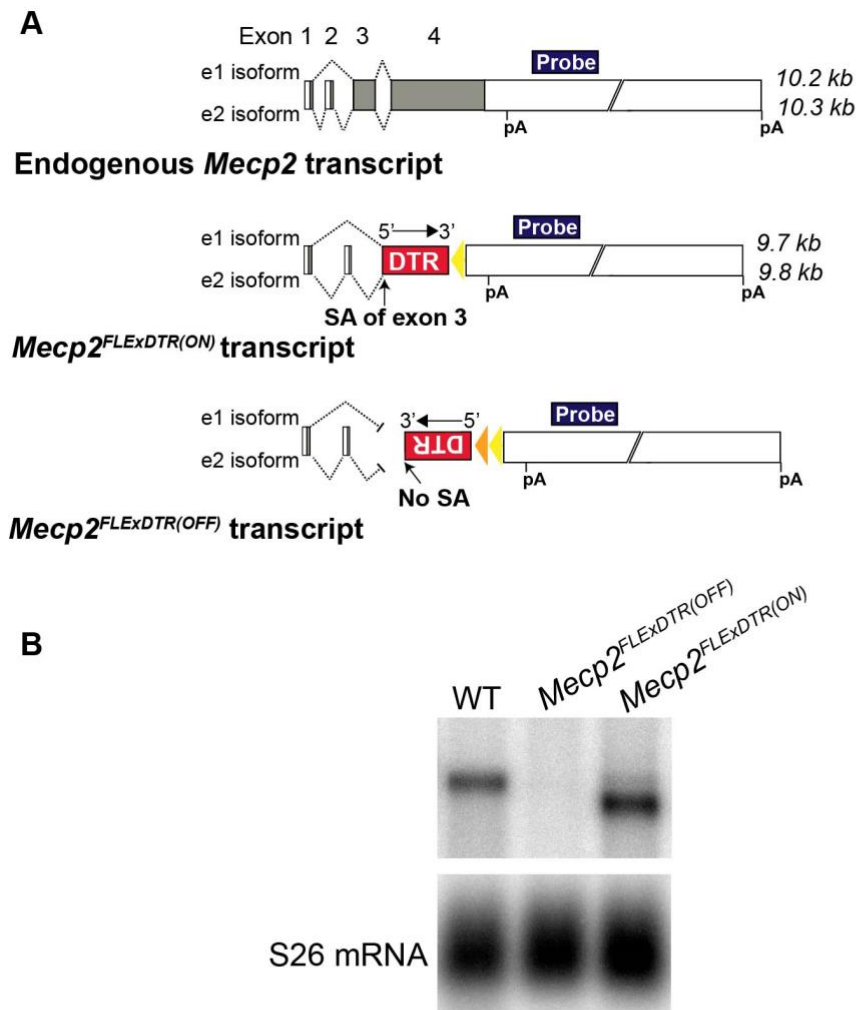 A
Exon 1 2 3 4
Probe
e1 isoform
10.2 kb
e2 isoform
10.3 kb
pA
pA
Endogenous Mecp2 transcript
Probe
5' 3'
e1 isoform
9.7 kb
DTR
e2 isoform
9.8 kb
pA
pA
SA of exon 3
Mecp2FLExDTR(ON) transcript
Probe
3' 5'
e1 isoform
DTR
e2 isoform
pA
pA
No SA
Mecp2FLExDTR(OFF) transcript
B
WT
Mecp2FLExDTR(OFF)
Mecp2FLExDTR(ON)
S26 mRNA